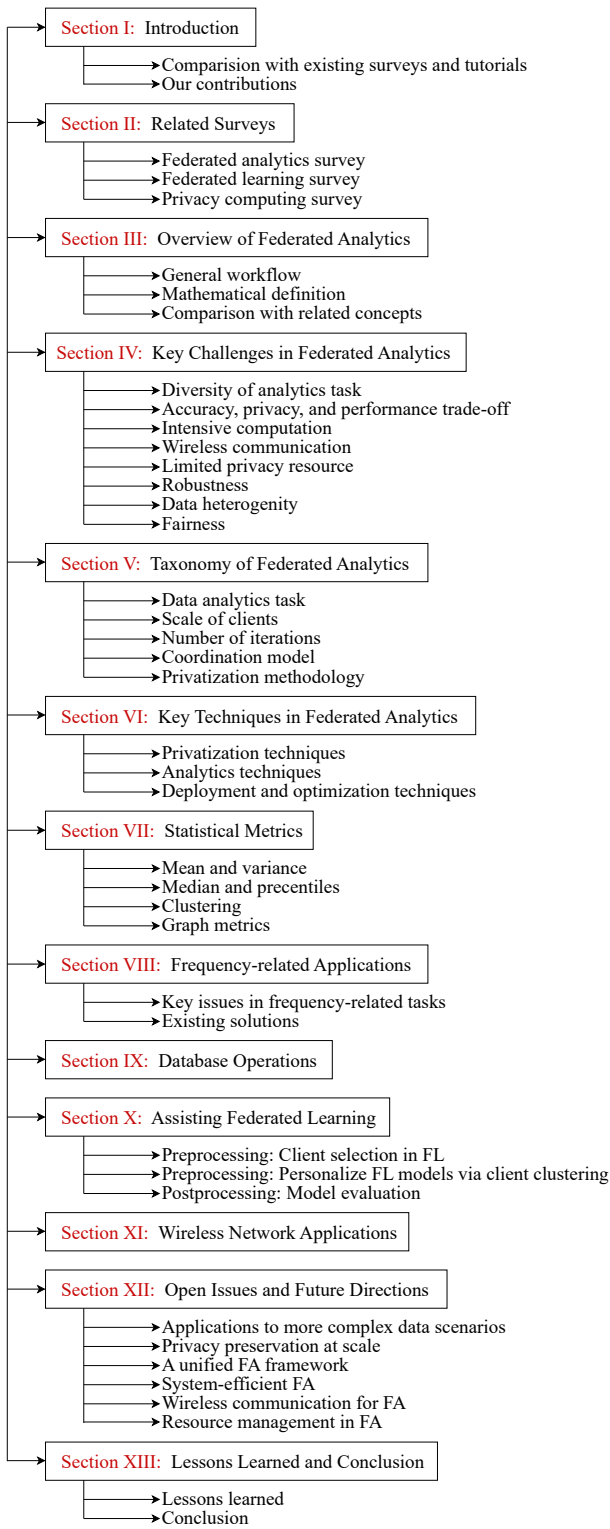 Section I: Introduction
Comparision with existing surveys and tutorials
Our contributions
Section II: Related Surveys
Federated analytics survey
Federated learning survey
Privacy computing survey
Section III: Overview of Federated Analytics
General workflow
Mathematical definition
Comparison with related concepts
Section IV: Key Challenges in Federated Analytics
Diversity of analytics task
Accuracy, privacy, and performance trade-off
Intensive computation
Wireless communication
Limited privacy resource
Robustness
Data heterogenity
Fairness
Section V: Taxonomy of Federated Analytics
Data analytics task
Scale of clients
Number of iterations
Coordination model
Privatization methodology
Section VI: Key Techniques in Federated Analytics
Privatization techniques
Analytics techniques
Deployment and optimization techniques
Section VII: Statistical Metrics
Mean and variance
Median and precentiles
Clustering
Graph metrics
Section VIII: Frequency-related Applications
Key issues in frequency-related tasks
Existing solutions
Section IX: Database Operations
Section X: Assisting Federated Learning
Preprocessing: Client selection in FL
Preprocessing: Personalize FL models via client clustering
Postprocessing: Model evaluation
Section XI: Wireless Network Applications
Section XII: Open Issues and Future Directions
Applications to more complex data scenarios
Privacy preservation at scale
A unified FA framework
System-efficient FA
Wireless communication for FA
Resource management in FA
Section XIII: Lessons Learned and Conclusion
Lessons learned
Conclusion